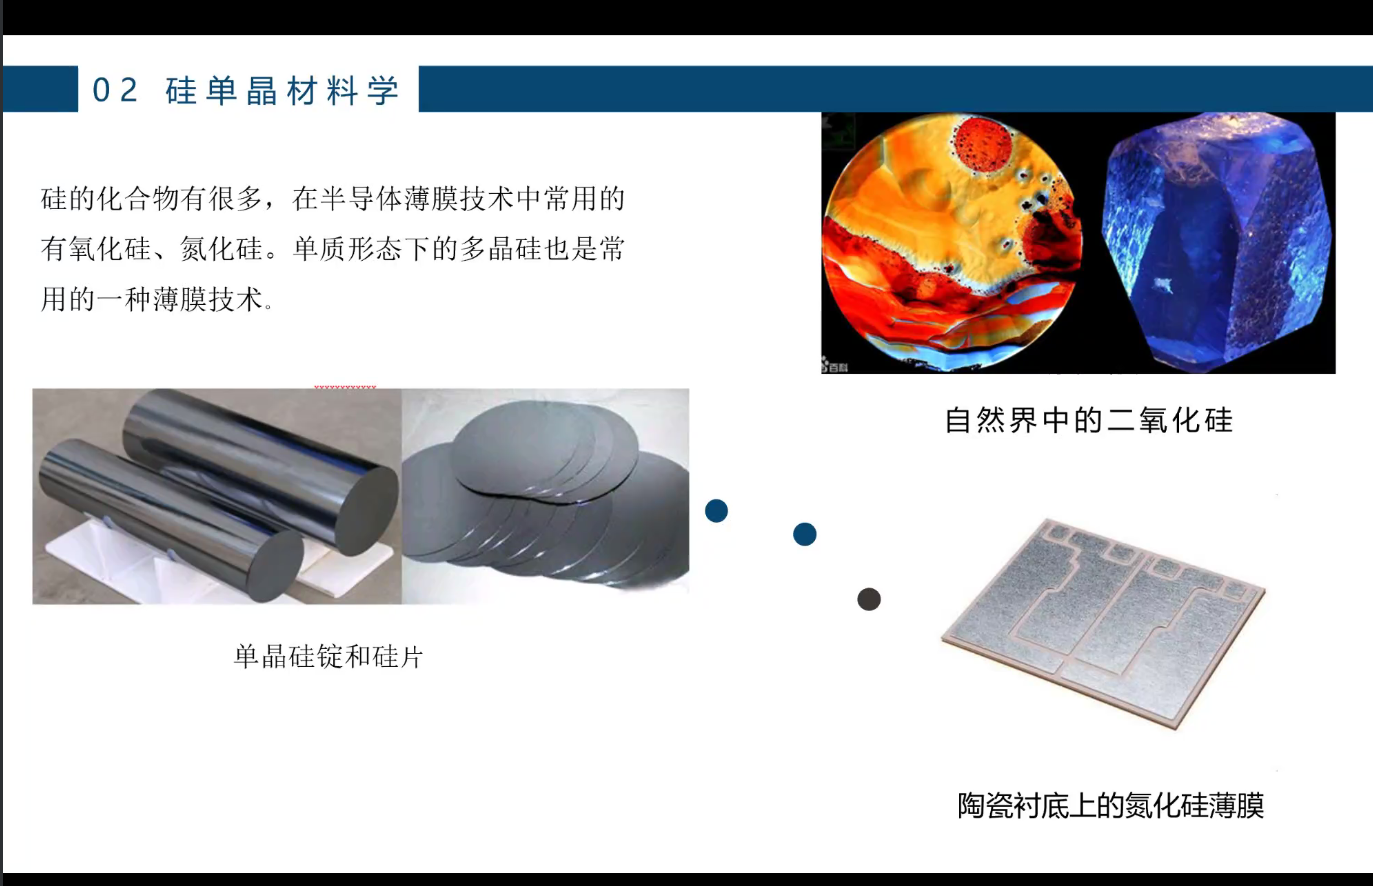 02 硅单晶材料学
硅的化合物有很多，在半导体薄膜技术中常用的
有氧化硅、氮化硅。单质形态下的多晶硅也是常
用的一种薄膜技术。
百科
自然界中的二氧化硅
单晶硅锭和硅片
陶瓷衬底上的氮化硅薄膜